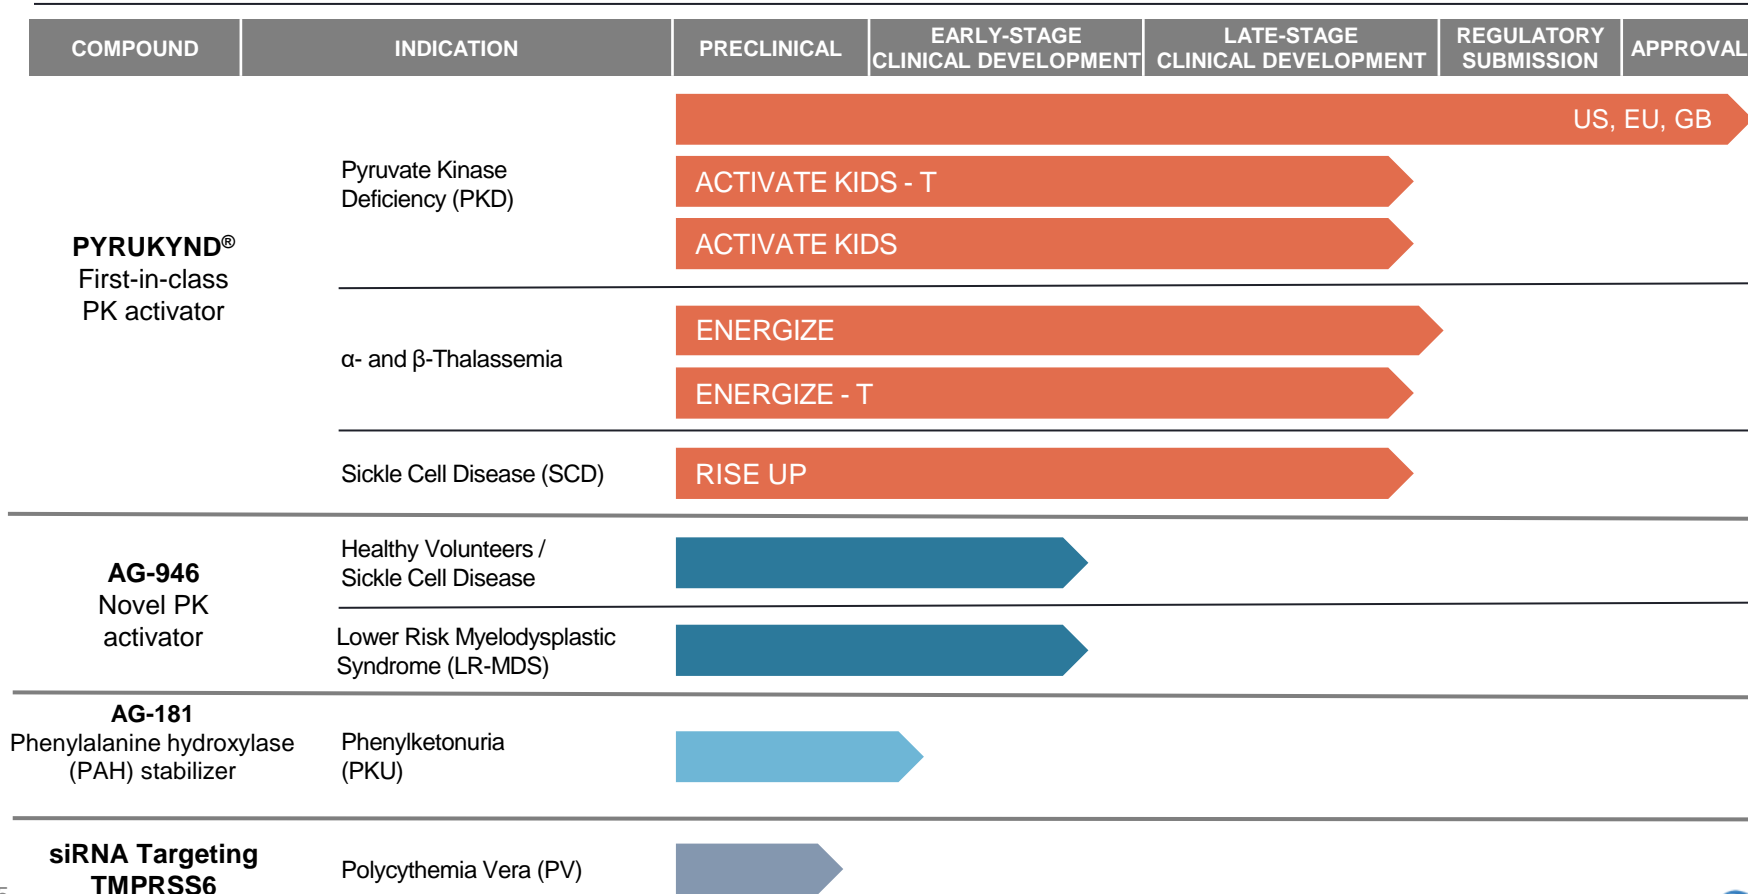 COMPOUND
INDICATION
PRECLINICAL
EARLY-STAGE
CLINICAL DEVELOPMENT
LATE-STAGE
CLINICAL DEVELOPMENT
REGULATORY
SUBMISSION
APPROVAL
PYRUKYND®
First-in-class
PK activator
Pyruvate Kinase
Deficiency (PKD)
US, EU, GB
ACTIVATE KIDS - T
ACTIVATE KIDS
α- and β-Thalassemia
ENERGIZE
ENERGIZE - T
Sickle Cell Disease (SCD)
RISE UP
AG-946
Novel PK
activator
Healthy Volunteers /
Sickle Cell Disease
Lower Risk Myelodysplastic
Syndrome (LR-MDS)
AG-181
Phenylalanine hydroxylase
(PAH) stabilizer
Phenylketonuria
(PKU)
siRNA Targeting
TMPRSS6
Polycythemia Vera (PV)